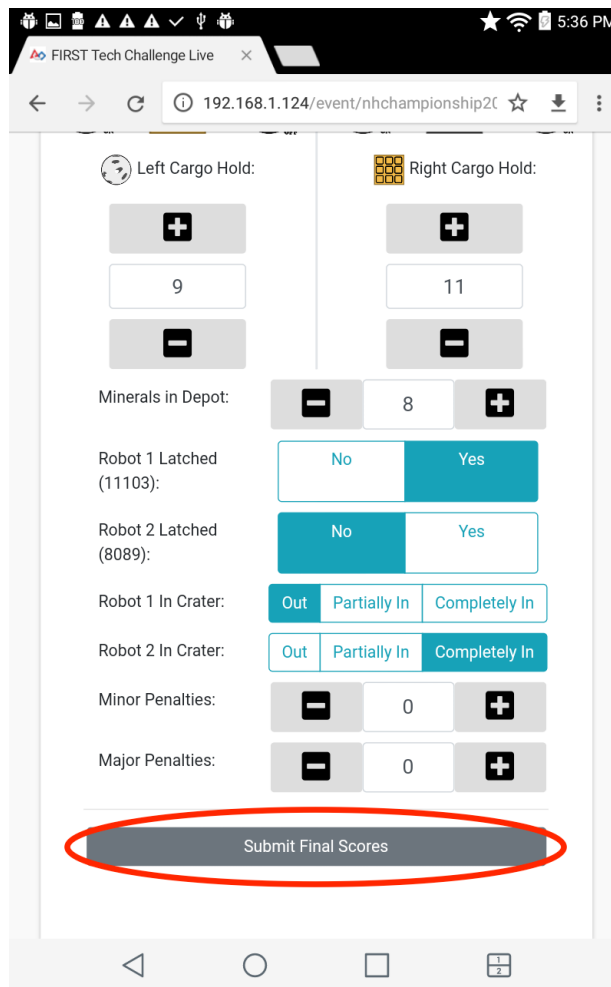 5:36 PM
FIRST Tech Challenge Live
192.168.1.124/event/nhchampionship20
Left Cargo Hold: Right Cargo Hold:
9 11
Minerals in Depot: 8
Robot 1 Latched No Yes
(11103):
Robot 2 Latched No Yes
(8089):
Robot 1 In Crater: Out Partially In Completely In
Robot 2 In Crater: Out Partially In Completely In
Minor Penalties: 0
Major Penalties: 0
Submit Final Scores
1
2